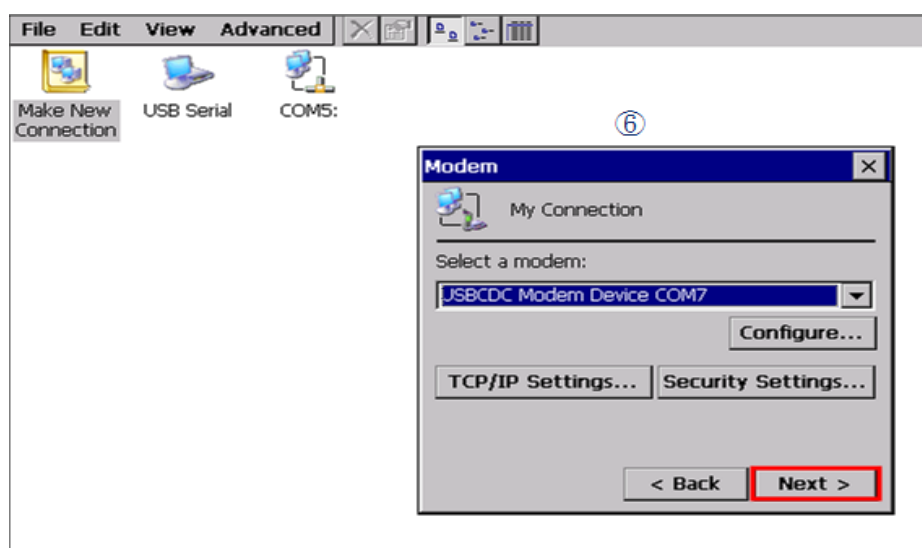 File Edit View Advanced
Make New Connection
USB Serial
COM5:
⑥
Modem
My Connection
Select a modem:
USBCDC Modem Device COM7
Configure...
TCP/IP Settings... Security Settings...
< Back Next >